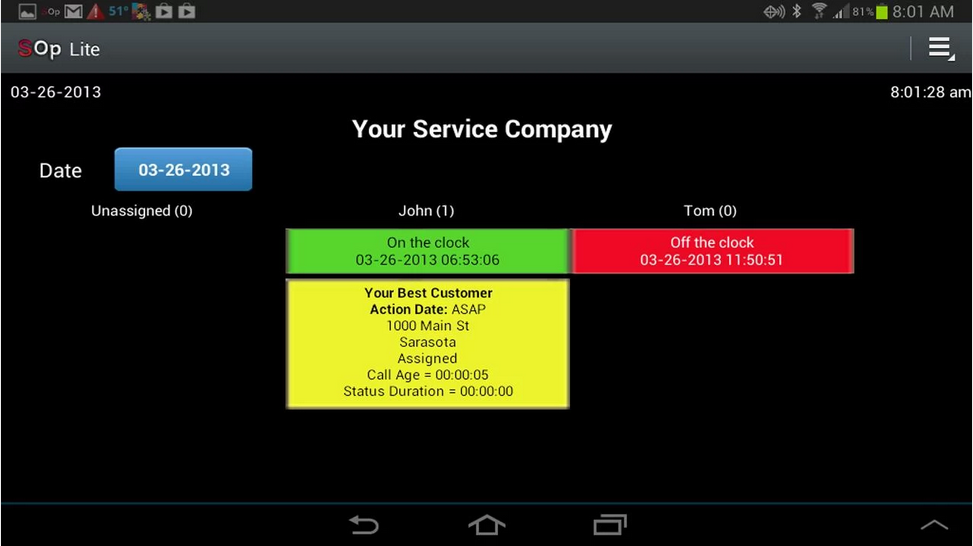 Op
51°
81%
8:01 AM
SOp Lite
03-26-2013
8:01:28 am
Your Service Company
Date
03-26-2013
Unassigned (0)
John (1)
Tom (0)
On the clock
03-26-2013 06:53:06
Off the clock
03-26-2013 11:50:51
Your Best Customer
Action Date: ASAP
1000 Main St
Sarasota
Assigned
Call Age = 00:00:05
Status Duration = 00:00:00